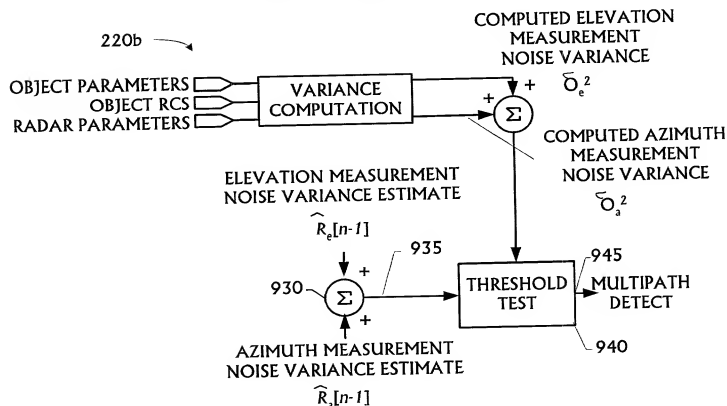 220b
OBJECT PARAMETERS
OBJECT RCS
RADAR PARAMETERS
VARIANCE
COMPUTATION
COMPUTED ELEVATION
MEASUREMENT
NOISE VARIANCE
σ̄ₑ²
+
+
Σ
COMPUTED AZIMUTH
MEASUREMENT
NOISE VARIANCE
σ̄ₐ²
ELEVATION MEASUREMENT
NOISE VARIANCE ESTIMATE
R̂ₑ[n-1]
935
930
+
Σ
+
THRESHOLD
TEST
945
MULTIPATH
DETECT
940
AZIMUTH MEASUREMENT
NOISE VARIANCE ESTIMATE
R̂ₐ[n-1]